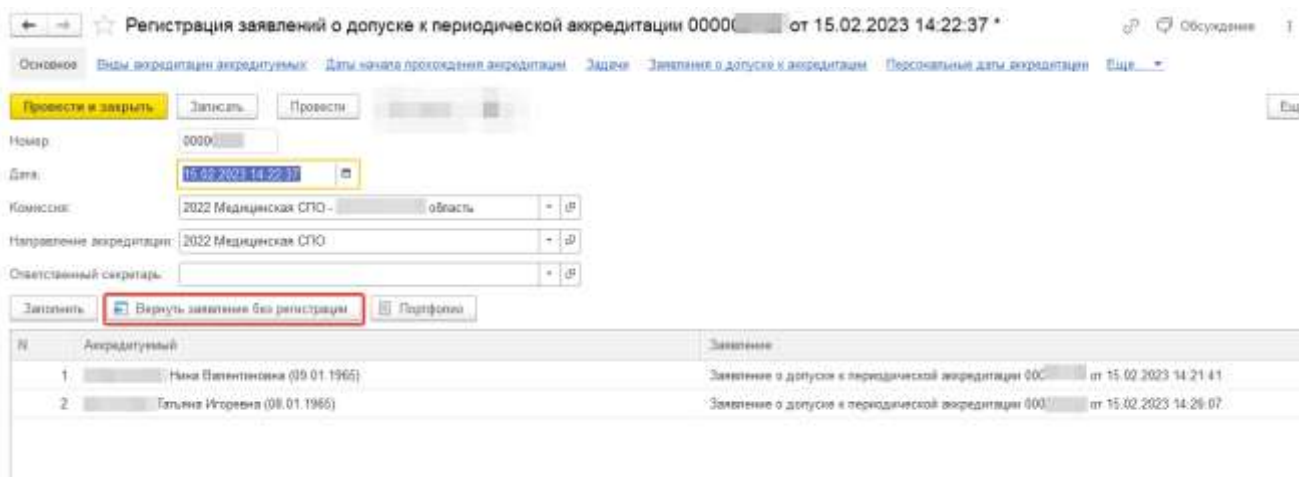 Регистрация заявлений о допуске к периодической аккредитации 0000 от 15.02.2023 14:22:37 *
Обсуждение
Основное Виды аккредитации аккредитуемых Даты начала прохождения аккредитации Задачи Заявления о допуске к аккредитации Персональные даты аккредитации Еще...
Провести и закрыть Записать Провести Ещ
Номер: 0000
Дата: 15.02.2023 14:22:37
Комиссия: 2022 Медицинская СПО - область
Направление аккредитации: 2022 Медицинская СПО
Ответственный секретарь:
Заполнить Вернуть заявление без регистрации Портфолио
N Аккредитуемый Заявление
1 Нина Валентиновна (09.01.1965) Заявление о допуске к периодической аккредитации 000 от 15.02.2023 14:21:41
2 Татьяна Игоревна (08.01.1965) Заявление о допуске к периодической аккредитации 000 от 15.02.2023 14:26:07